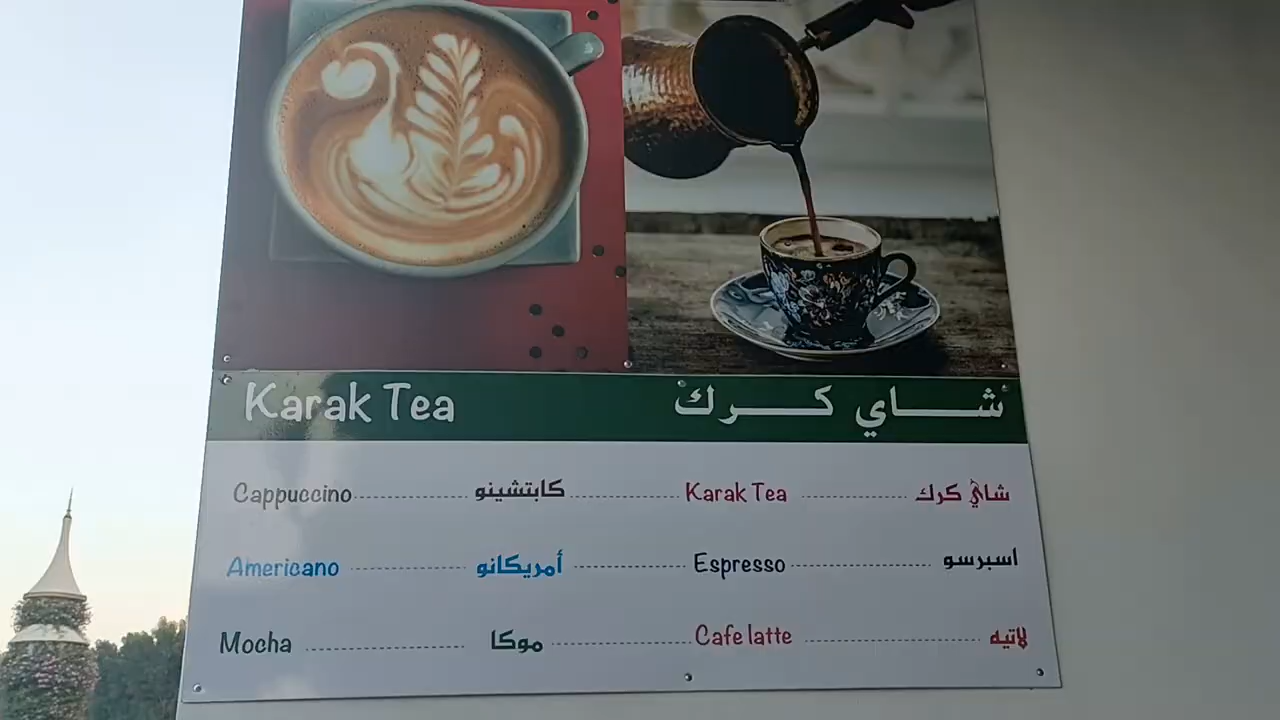 Karak Tea شاي كرك
Cappuccino كابتشينو Karak Tea شاي كرك
Americano أمريكانو Espresso اسبرسو
Mocha موكا Cafe latte لاتيه